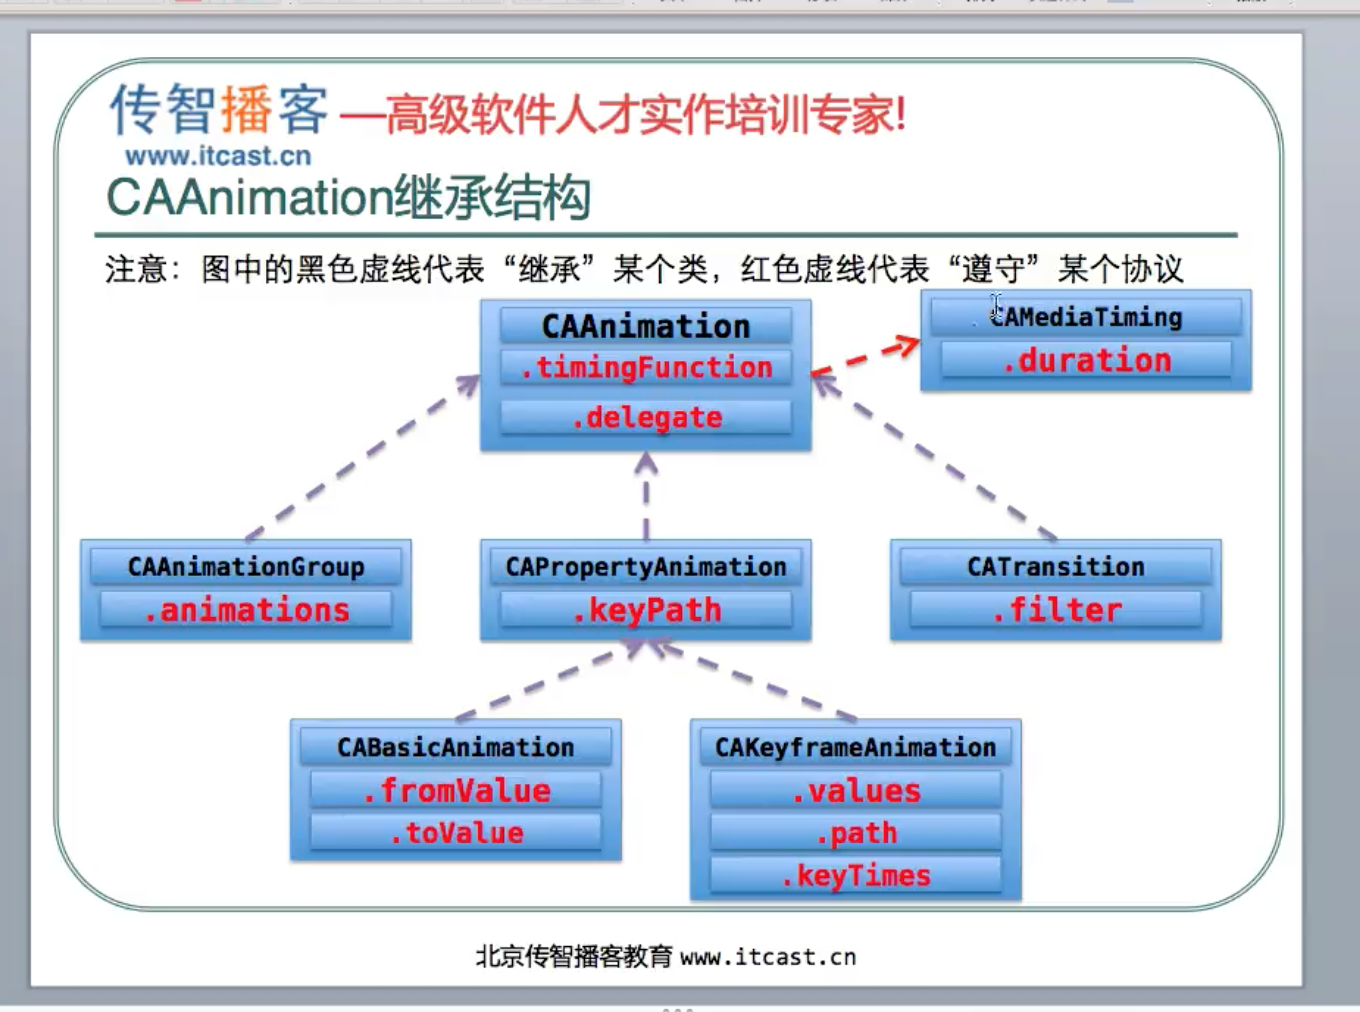 传智播客 —高级软件人才实作培训专家!
www.itcast.cn
CAAnimation继承结构
注意：图中的黑色虚线代表“继承”某个类，红色虚线代表“遵守”某个协议
CAAnimation
.timingFunction
.delegate
CAMediaTiming
.duration
CAAnimationGroup
.animations
CAPropertyAnimation
.keyPath
CATransition
.filter
CABasicAnimation
.fromValue
.toValue
CAKeyframeAnimation
.values
.path
.keyTimes
北京传智播客教育 www.itcast.cn